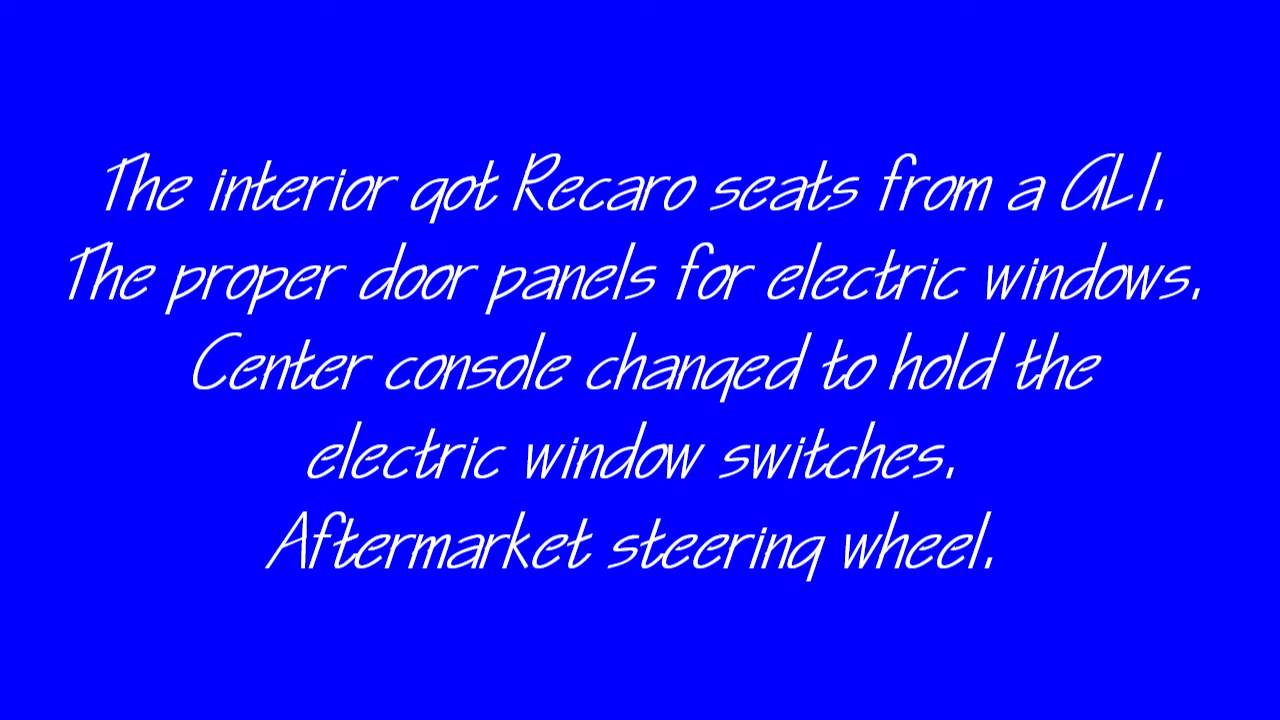 The interior got Recaro seats from a GLI.
The proper door panels for electric windows.
Center console changed to hold the
electric window switches.
Aftermarket steering wheel.